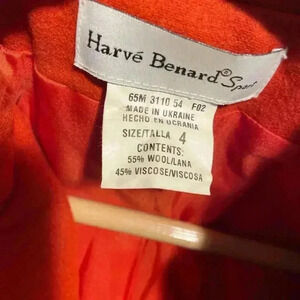 Harvé Benard® Sport
65M 3110 54 F02
MADE IN UKRAINE
HECHO EN UCRANIA
SIZE/TALLA 4
CONTENTS:
55% WOOL/LANA
45% VISCOSE/VISCOSA